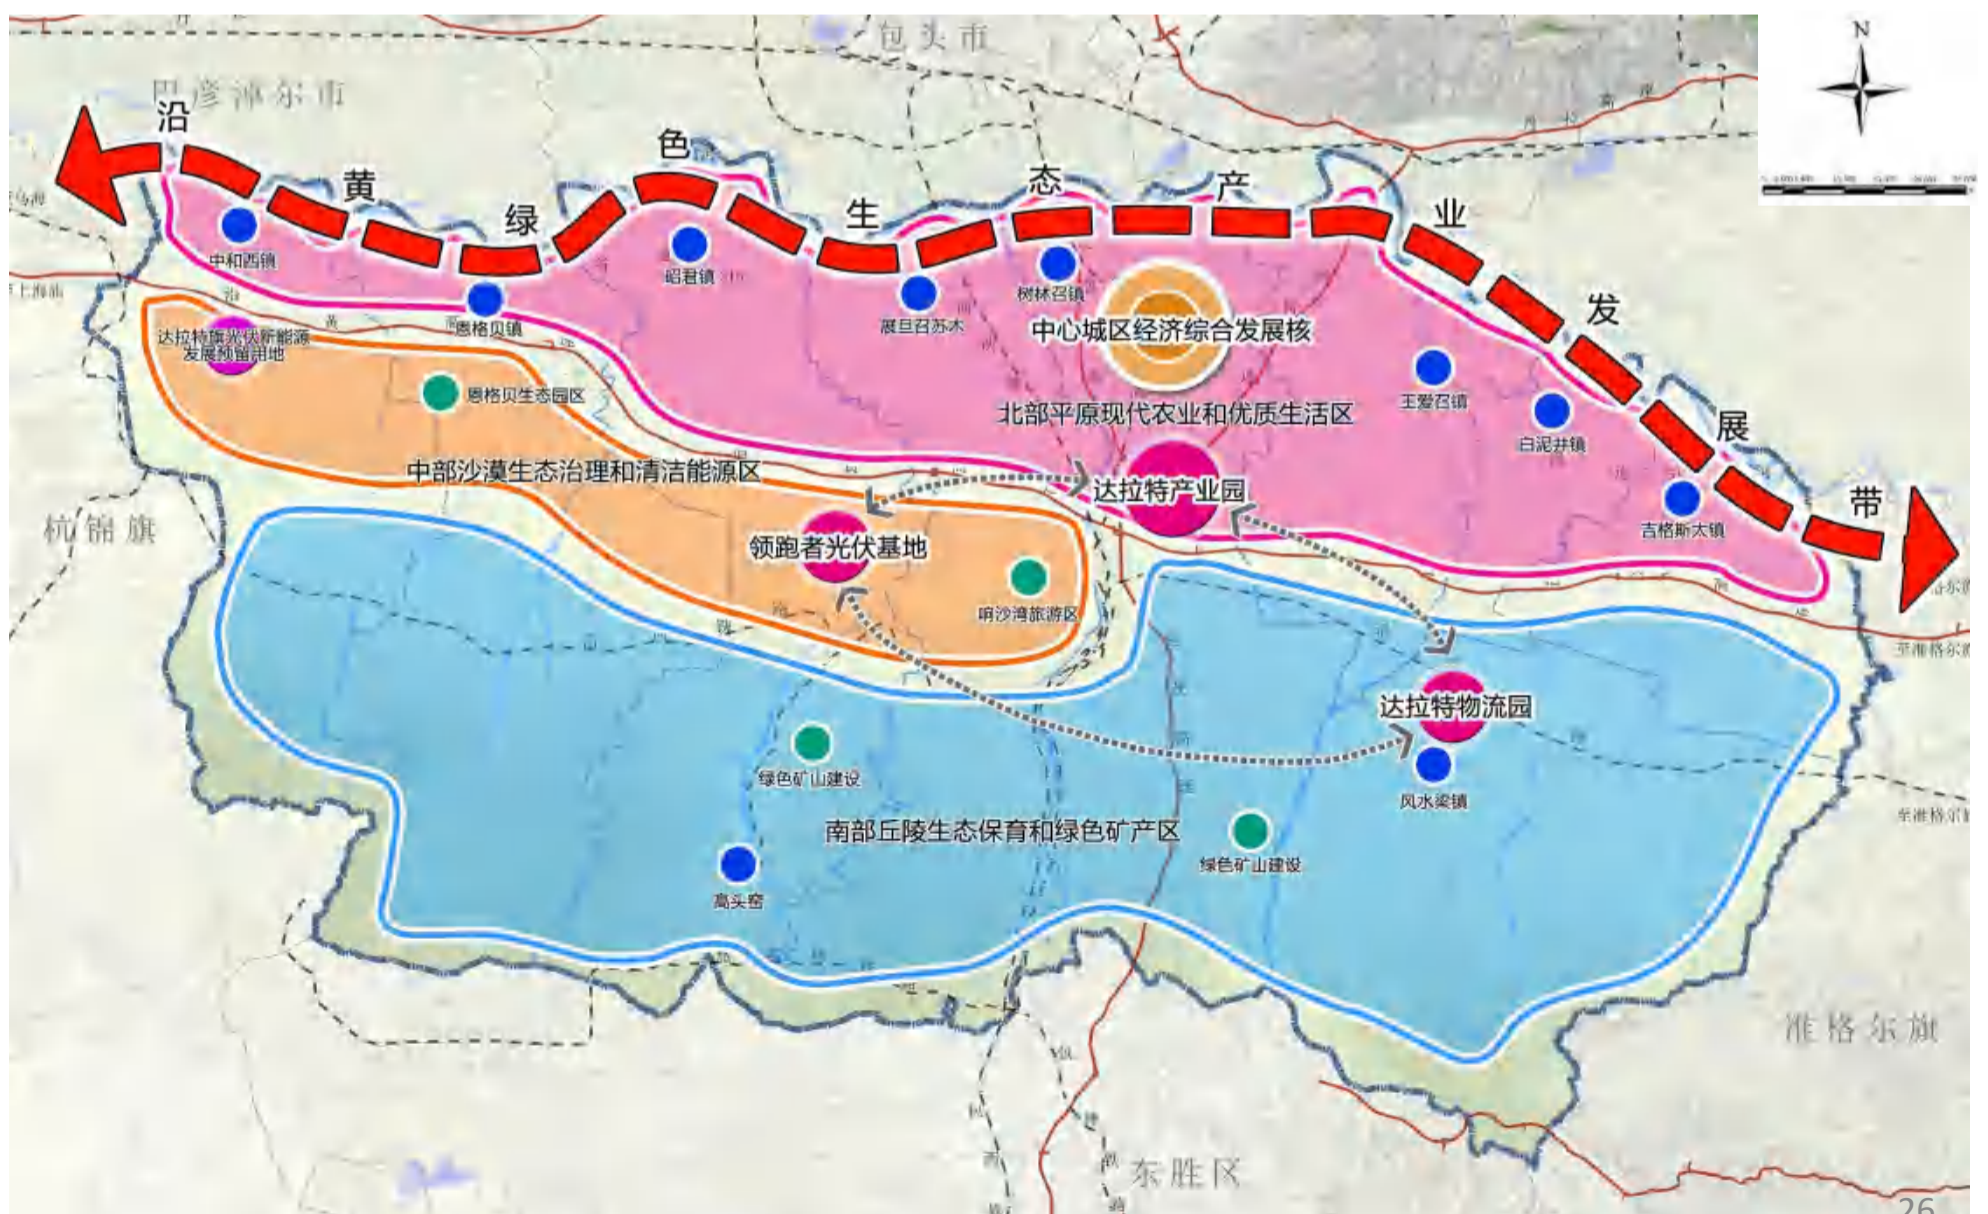 N
包头市
巴彦淖尔市
沿黄绿色生态产业发展带
中和西镇
恩格贝镇
昭君镇
展旦召苏木
树林召镇
中心城区经济综合发展核
王爱召镇
白泥井镇
吉格斯太镇
北部平原现代农业和优质生活区
达拉特旗光伏新能源
发展预留用地
恩格贝生态园区
中部沙漠生态治理和清洁能源区
达拉特产业园
杭锦旗
领跑者光伏基地
响沙湾旅游区
至准格尔旗
达拉特物流园
风水梁镇
绿色矿山建设
南部丘陵生态保育和绿色矿产区
绿色矿山建设
高头窑
准格尔旗
东胜区
26